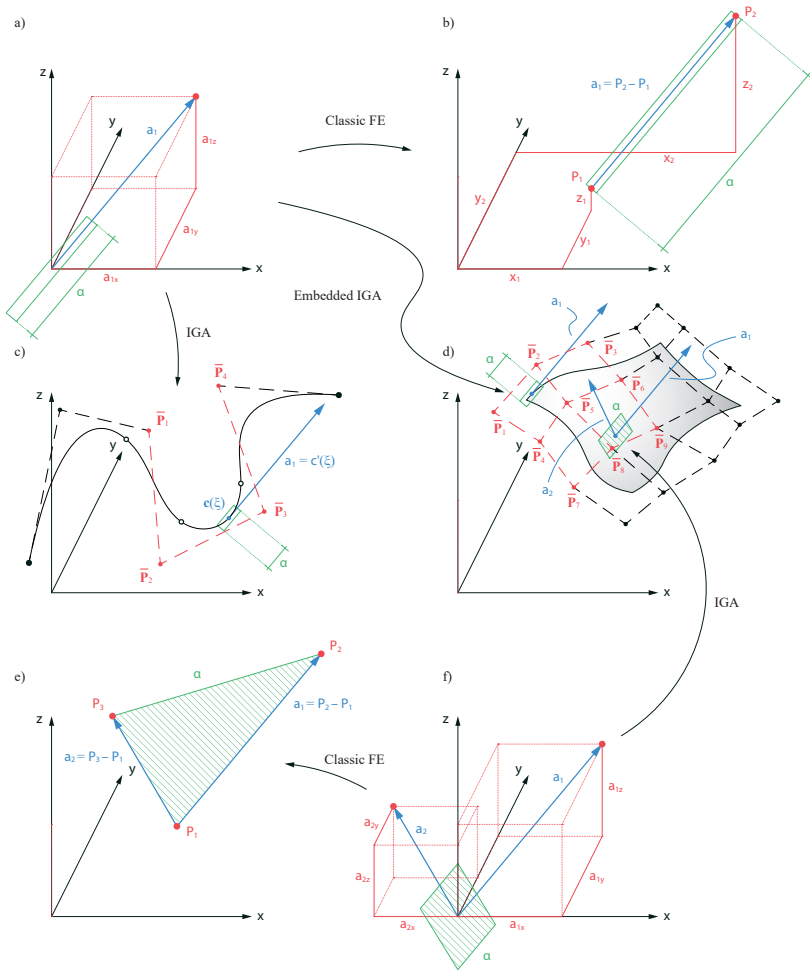 a)
z
y
a₁
a₁z
a₁y
a₁x
x
α
Classic FE
b)
z
P₂
a₁ = P₂ – P₁
z₂
y
x₂
α
P₁
z₁
y₂
y₁
x₁
x
IGA
Embedded IGA
c)
z
P̅₄
P̅₁
y
a₁ = c'(ξ)
c(ξ)
P̅₃
α
P̅₂
x
d)
z
a₁
a₁
α
P̅₂
P̅₃
P̅₆
P̅₅
P̅₁
α
y
P̅₄
P̅₉
P̅₈
a₂
P̅₇
x
IGA
e)
z
P₂
α
P₃
a₁ = P₂ – P₁
a₂ = P₃ – P₁
y
P₁
x
Classic FE
f)
z
y
a₁
a₁z
a₂y
a₂
a₂z
a₁y
a₂x
a₁x
x
α